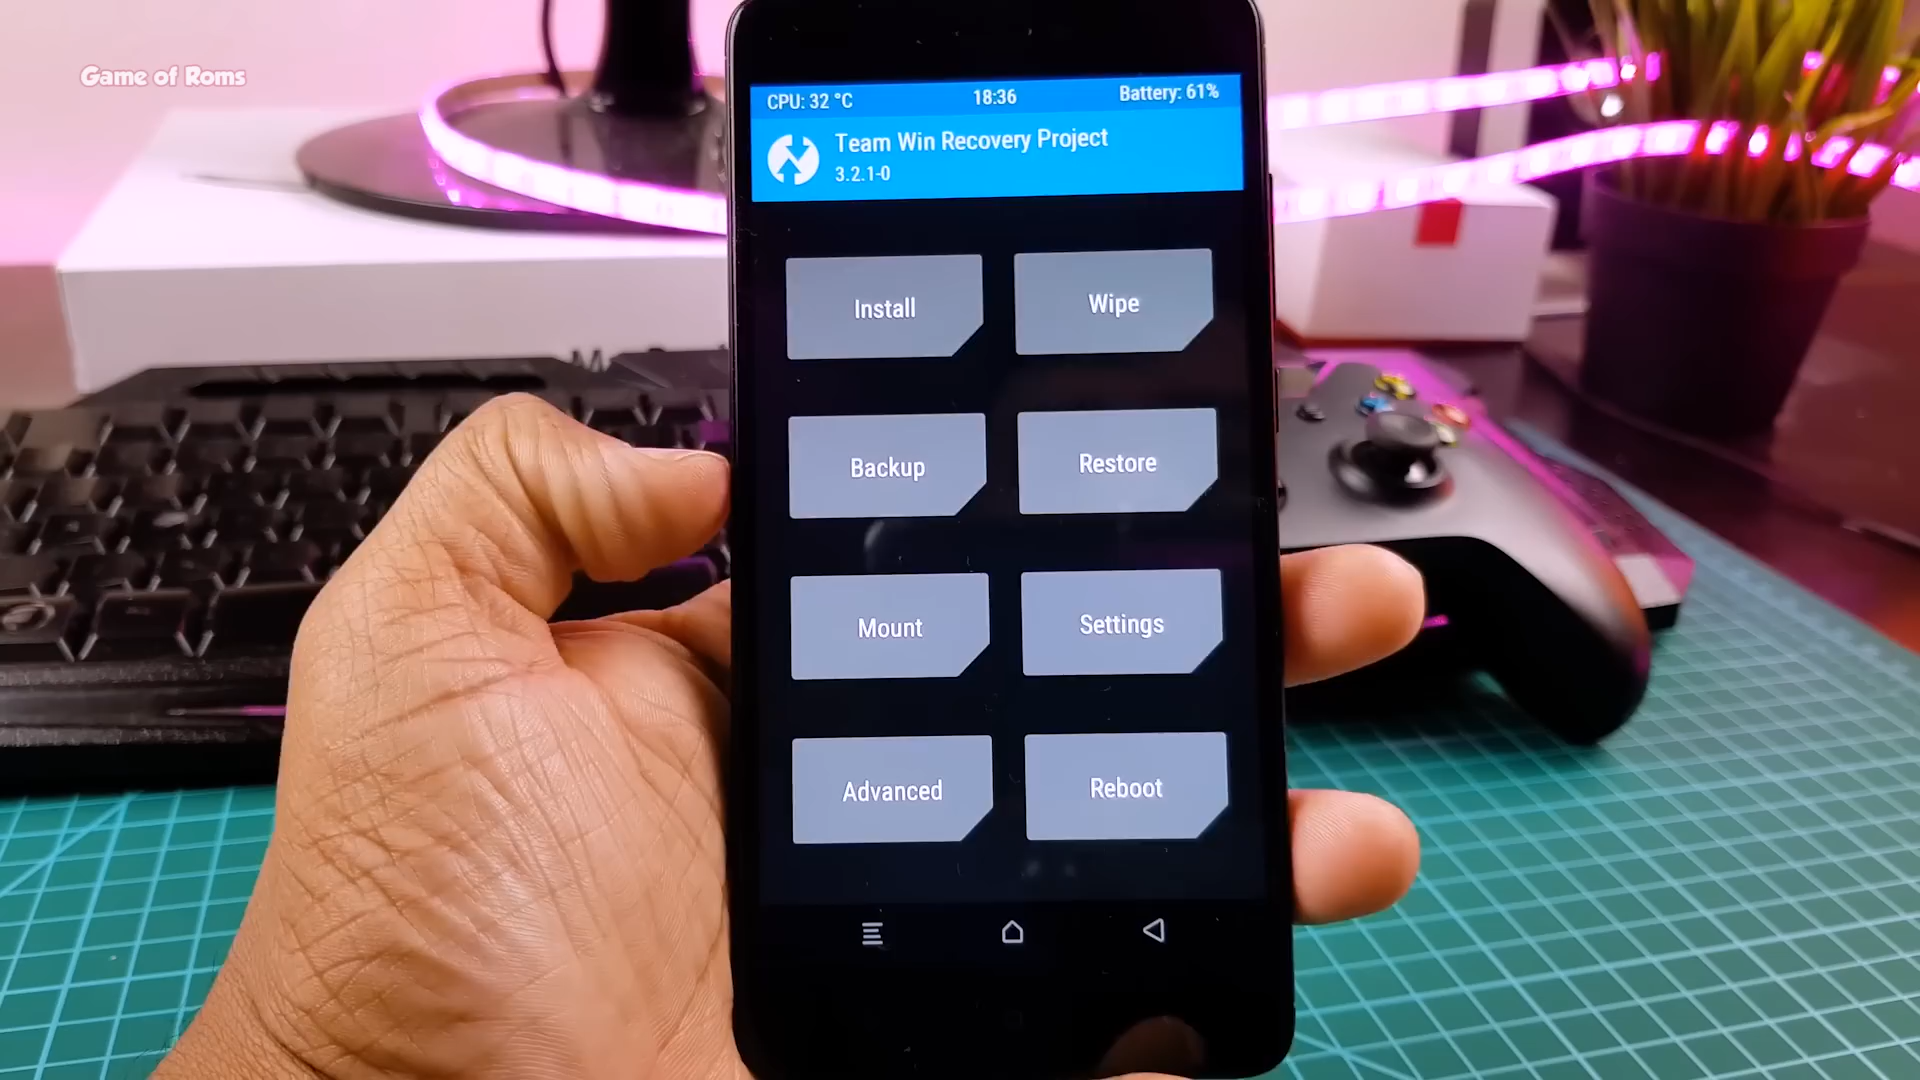 Game of Roms
CPU: 32 °C
18:36
Battery: 61%
Team Win Recovery Project
3.2.1-0
Install
Wipe
Backup
Restore
Mount
Settings
Advanced
Reboot